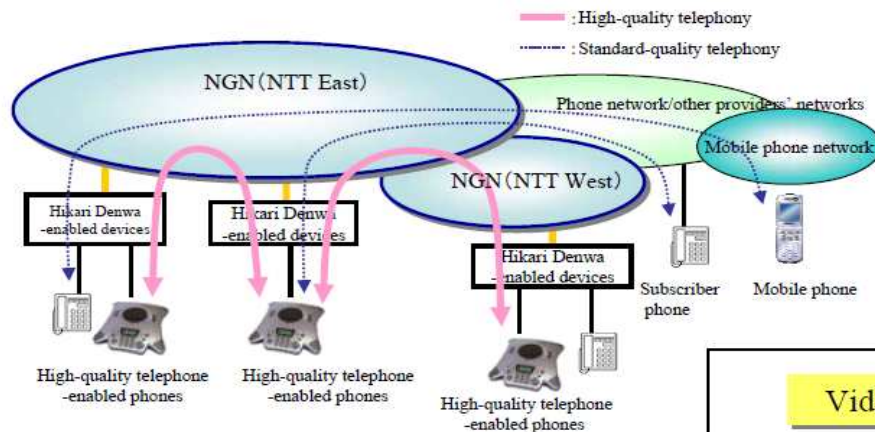 : High-quality telephony
: Standard-quality telephony
NGN(NTT East)
Phone network/other providers' networks
Mobile phone network
NGN(NTT West)
Hikari Denwa
-enabled devices
Hikari Denwa
-enabled devices
Hikari Denwa
-enabled devices
Subscriber
phone
Mobile phone
High-quality telephone
-enabled phones
High-quality telephone
-enabled phones
High-quality telephone
-enabled phones
Vid